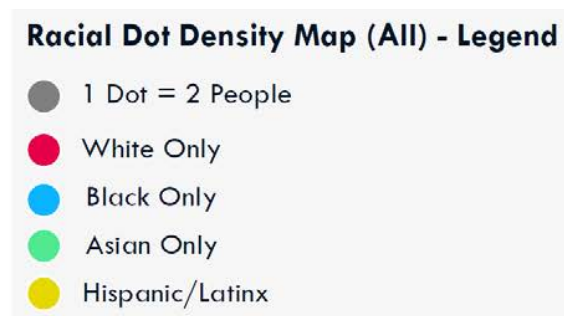 Racial Dot Density Map (All) - Legend
1 Dot = 2 People
White Only
Black Only
Asian Only
Hispanic/Latinx